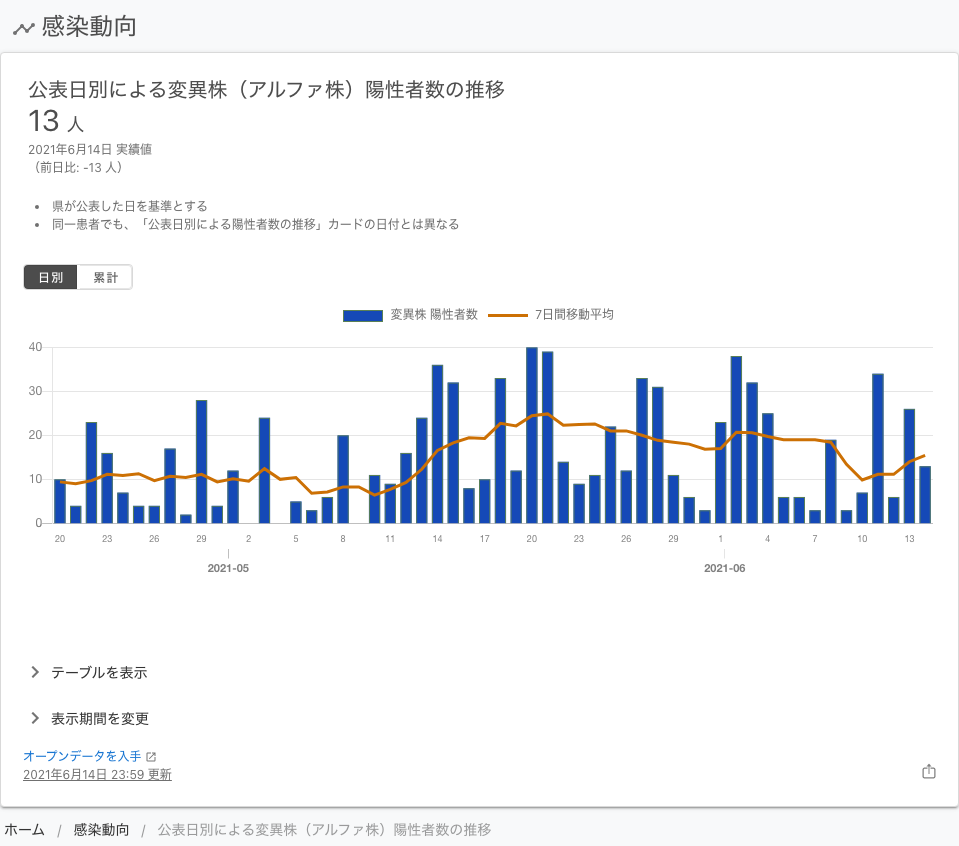 感染動向
公表日別による変異株（アルファ株）陽性者数の推移
13 人
2021年6月14日 実績値
（前日比: -13 人）
• 県が公表した日を基準とする
• 同一患者でも、「公表日別による陽性者数の推移」カードの日付とは異なる
日別 累計
変異株 陽性者数 7日間移動平均
40
30
20
10
0
20 23 26 29 2 5 8 11 14 17 20 23 26 29 1 4 7 10 13
2021-05 2021-06
テーブルを表示
表示期間を変更
オープンデータを入手
2021年6月14日 23:59 更新
ホーム / 感染動向 / 公表日別による変異株（アルファ株）陽性者数の推移